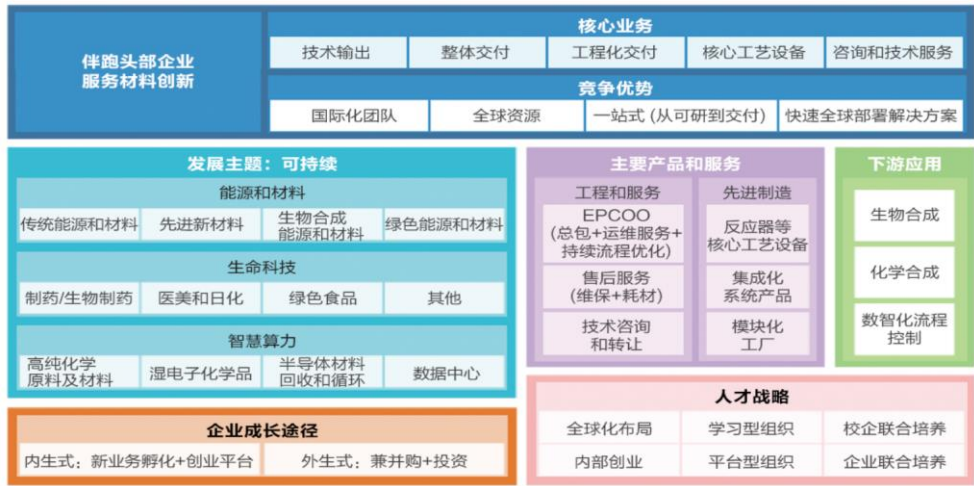 伴跑头部企业
服务材料创新
核心业务
技术输出
整体交付
工程化交付
核心工艺设备
咨询和技术服务
竞争优势
国际化团队
全球资源
一站式 (从可研到交付)
快速全球部署解决方案
发展主题：可持续
能源和材料
传统能源和材料
先进新材料
生物合成
能源和材料
绿色能源和材料
生命科技
制药/生物制药
医美和日化
绿色食品
其他
智慧算力
高纯化学
原料及材料
湿电子化学品
半导体材料
回收和循环
数据中心
主要产品和服务
工程和服务
EPCOO
(总包+运维服务+
持续流程优化)
售后服务
(维保+耗材)
技术咨询
和转让
先进制造
反应器等
核心工艺设备
集成化
系统产品
模块化
工厂
下游应用
生物合成
化学合成
数智化流程
控制
企业成长途径
内生式：新业务孵化+创业平台
外生式：兼并购+投资
人才战略
全球化布局
学习型组织
校企联合培养
内部创业
平台型组织
企业联合培养